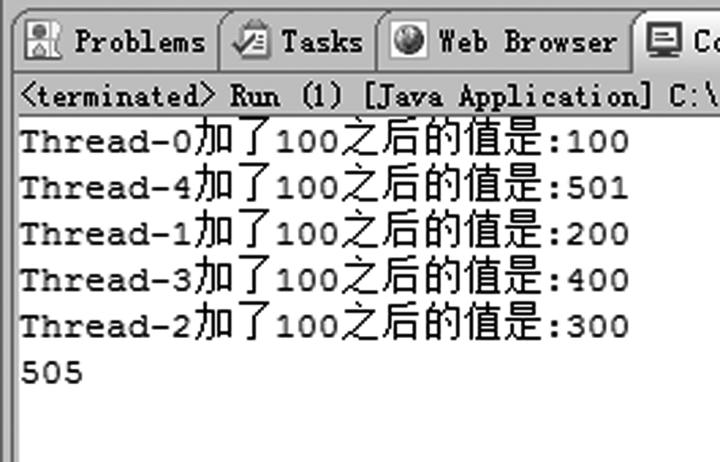 Problems Tasks Web Browser Co
<terminated> Run (1) [Java Application] C:\
Thread-0加了100之后的值是:100
Thread-4加了100之后的值是:501
Thread-1加了100之后的值是:200
Thread-3加了100之后的值是:400
Thread-2加了100之后的值是:300
505